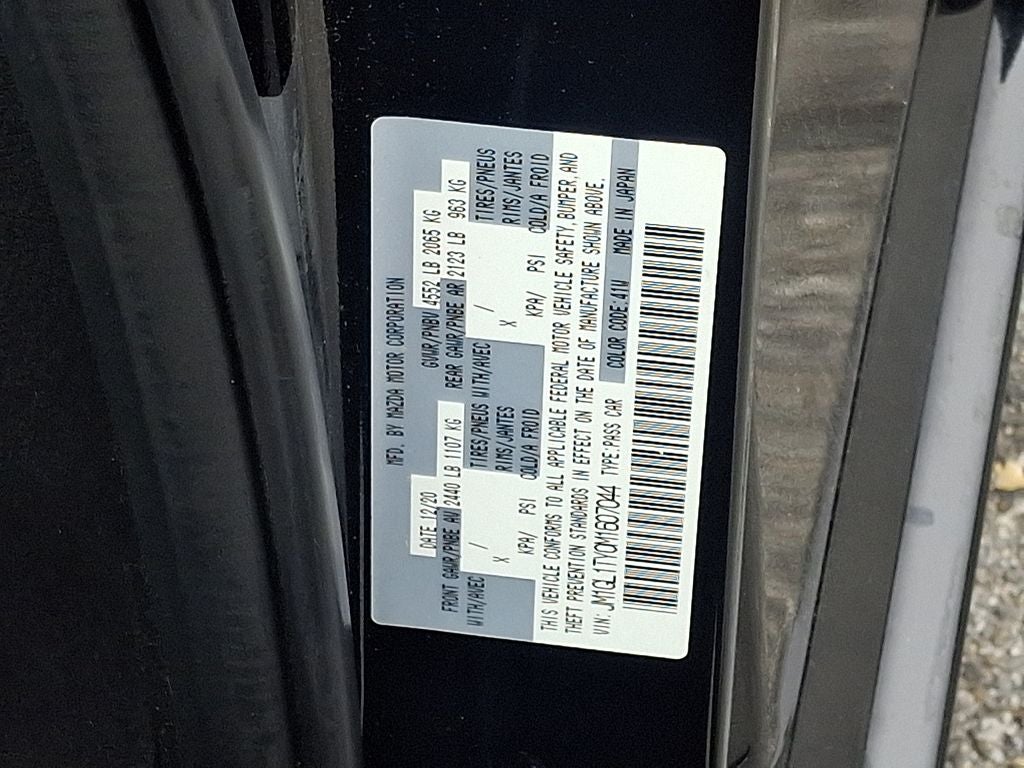 MFD. BY MAZDA MOTOR CORPORATION
DATE 12/20 GVWR/PNBV 4552 LB 2065 KG
FRONT GAWR/PNBE AV 2440 LB 1107 KG REAR GAWR/PNBE AR 2123 LB 963 KG
WITH/AVEC / TIRES/PNEUS WITH/AVEC / TIRES/PNEUS
X RIMS/JANTES X RIMS/JANTES
KPA/ PSI COLD/A FROID KPA/ PSI COLD/A FROID
THIS VEHICLE CONFORMS TO ALL APPLICABLE FEDERAL MOTOR VEHICLE SAFETY, BUMPER, AND
THEFT PREVENTION STANDARDS IN EFFECT ON THE DATE OF MANUFACTURE SHOWN ABOVE.
VIN: JM1GL1TY0M1607044 TYPE:PASS CAR COLOR CODE:41W MADE IN JAPAN